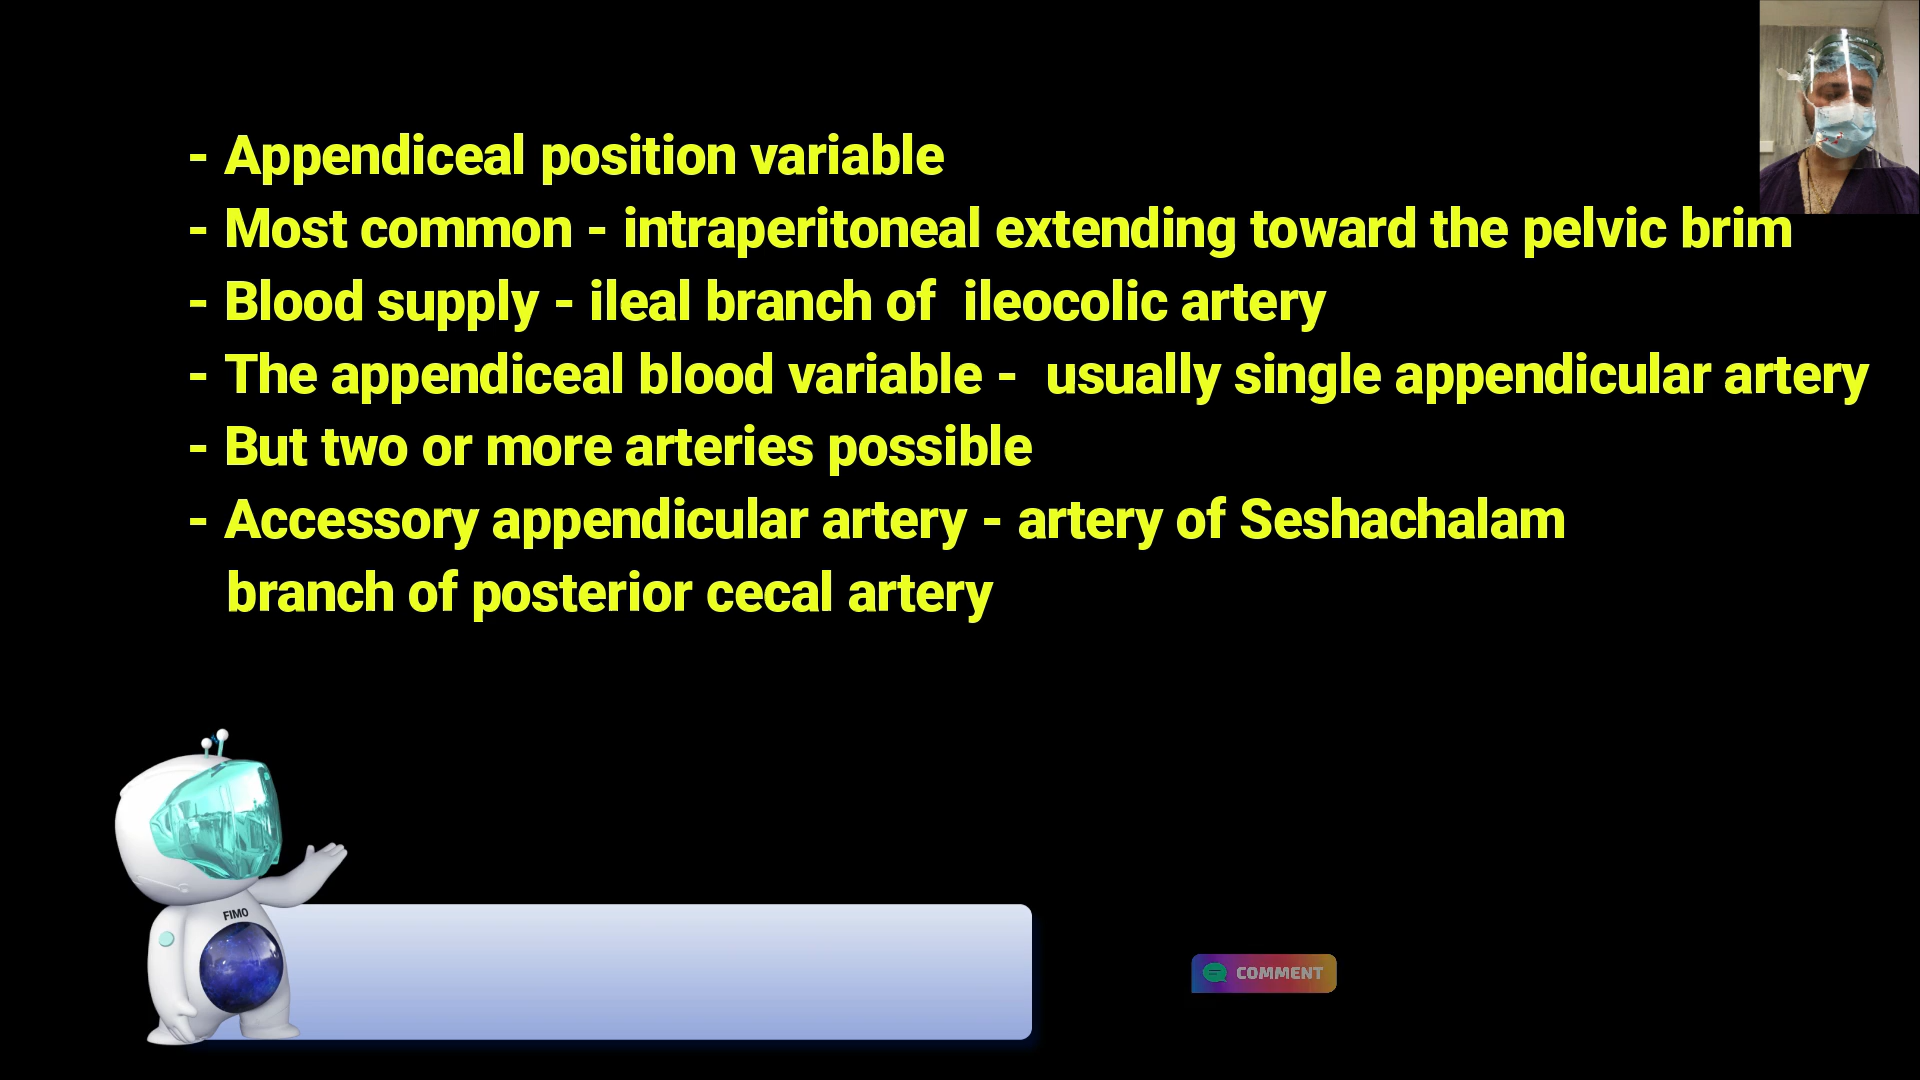 - Appendiceal position variable
- Most common - intraperitoneal extending toward the pelvic brim
- Blood supply - ileal branch of  ileocolic artery
- The appendiceal blood variable -  usually single appendicular artery
- But two or more arteries possible
- Accessory appendicular artery - artery of Seshachalam
branch of posterior cecal artery
FIMO
COMMENT